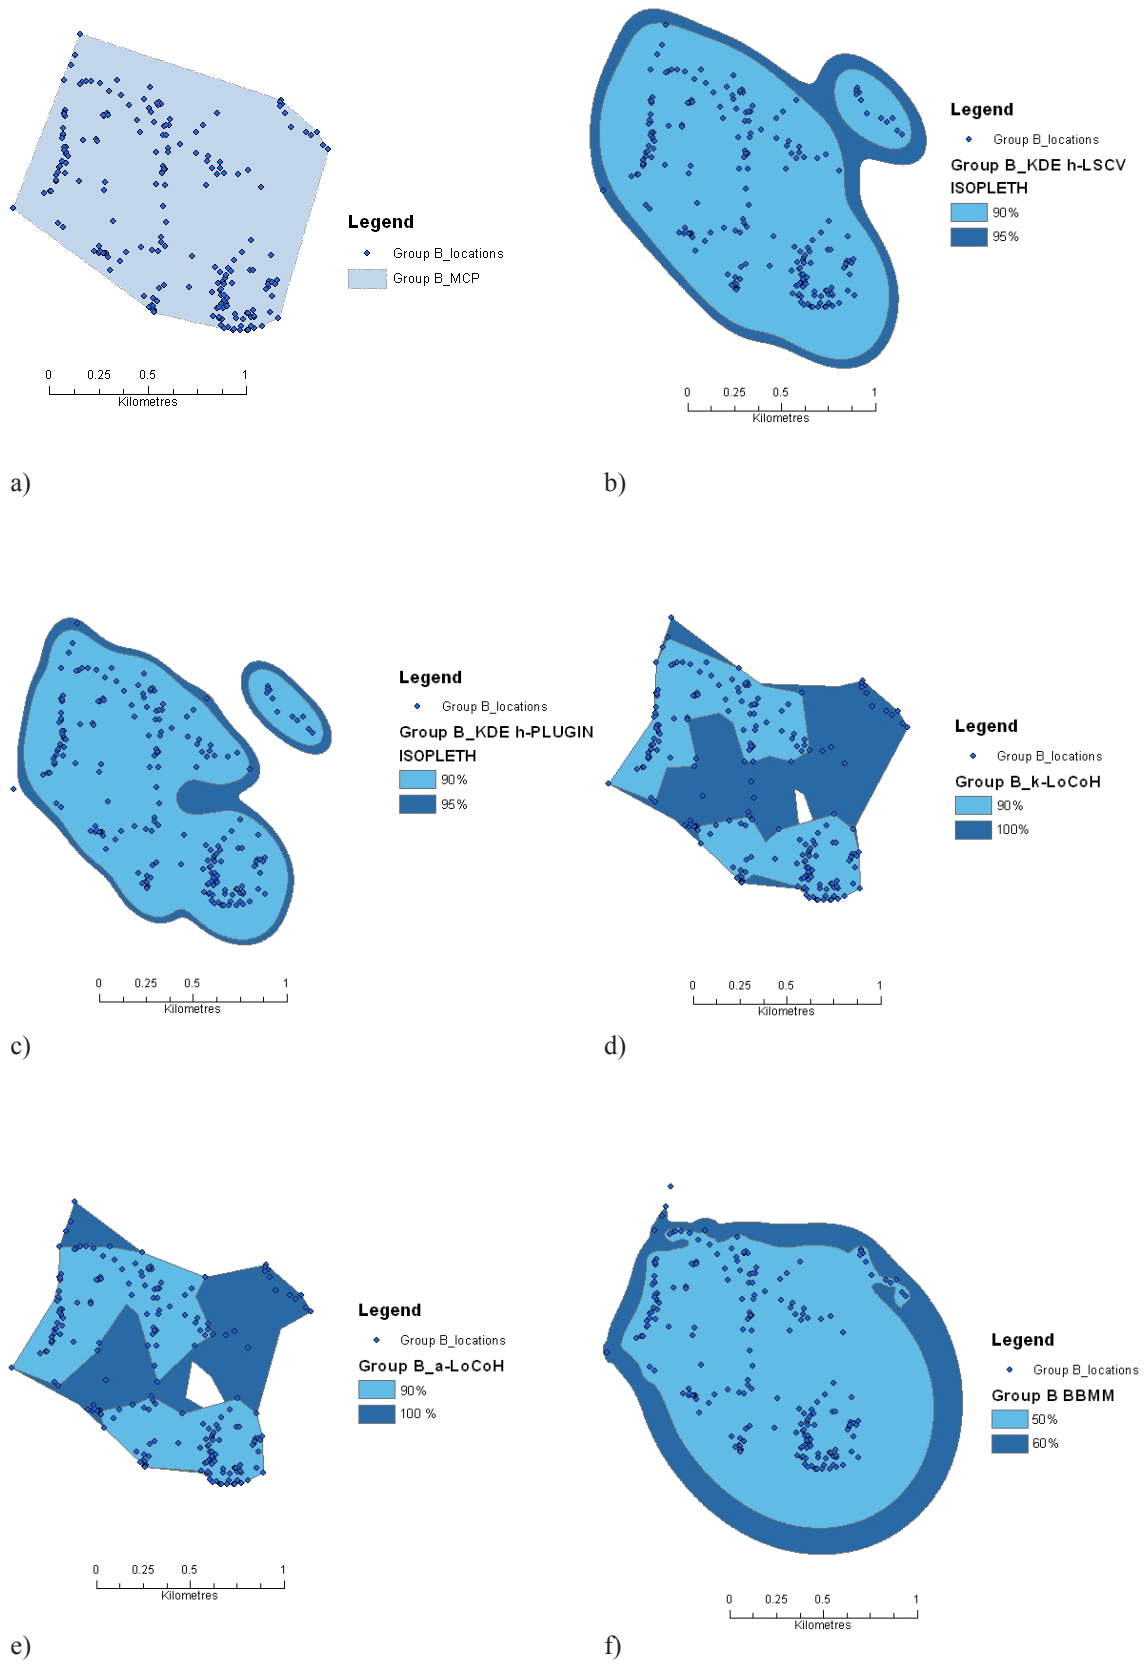 Legend
Group B_locations
Group B_MCP
0 0.25 0.5 1
Kilometres
a)
Legend
Group B_locations
Group B_KDE h-LSCV
ISOPLETH
90%
95%
0 0.25 0.5 1
Kilometres
b)
Legend
Group B_locations
Group B_KDE h-PLUGIN
ISOPLETH
90%
95%
0 0.25 0.5 1
Kilometres
c)
Legend
Group B_locations
Group B_k-LoCoH
90%
100%
0 0.25 0.5 1
Kilometres
d)
Legend
Group B_locations
Group B_a-LoCoH
90%
100 %
0 0.25 0.5 1
Kilometres
e)
Legend
Group B_locations
Group B BBMM
50%
60%
0 0.25 0.5 1
Kilometres
f)